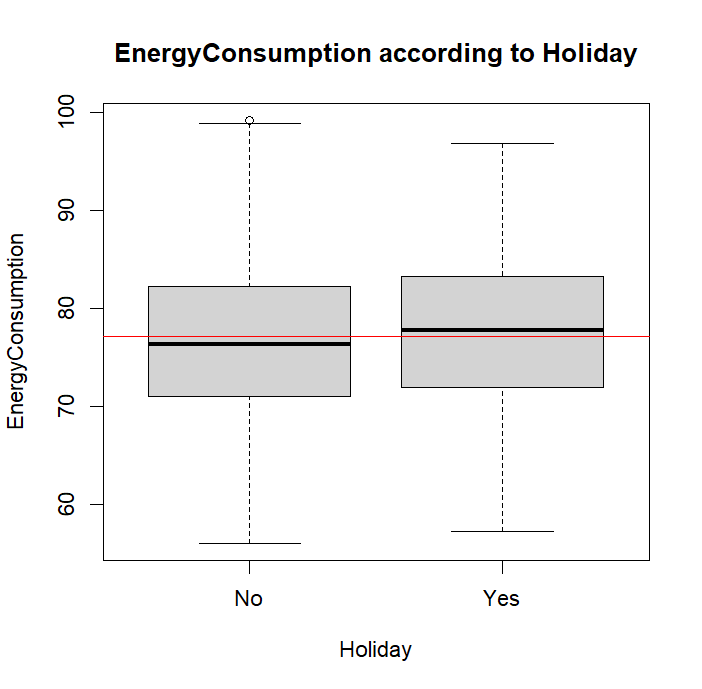 EnergyConsumption according to Holiday
EnergyConsumption
100
90
80
70
60
No Yes
Holiday